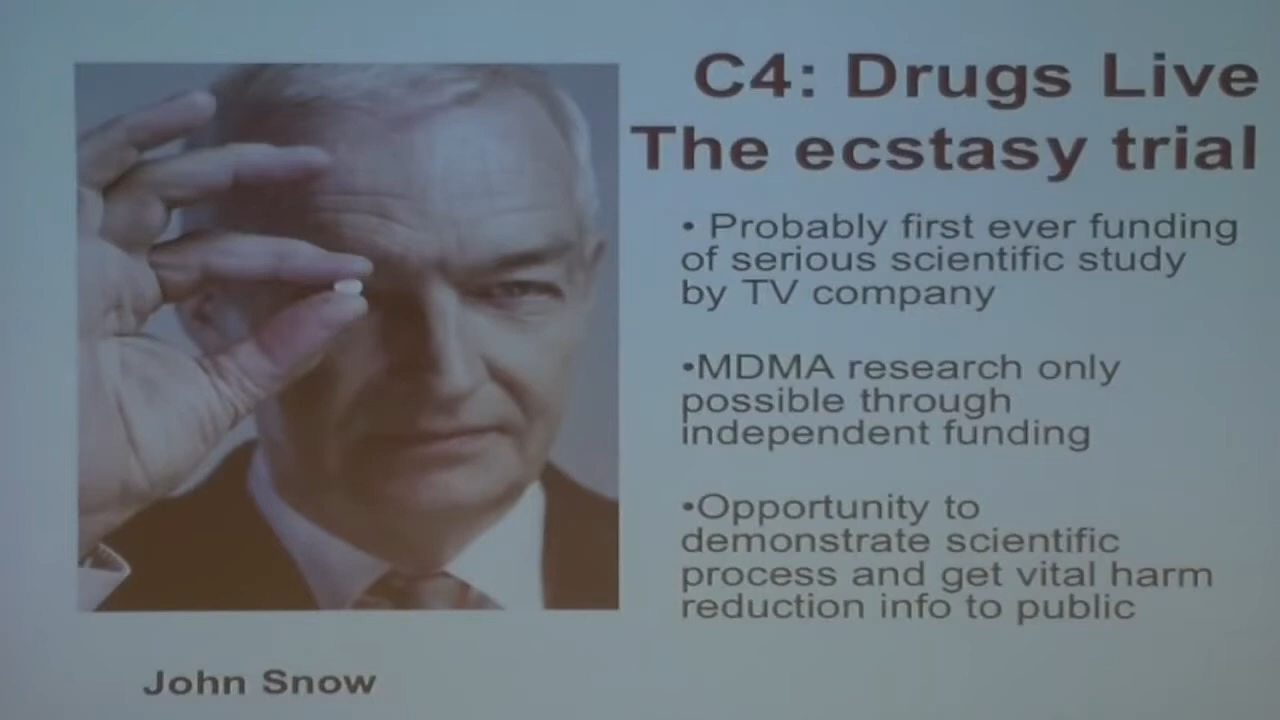 C4: Drugs Live
The ecstasy trial
• Probably first ever funding
of serious scientific study
by TV company
•MDMA research only
possible through
independent funding
•Opportunity to
demonstrate scientific
process and get vital harm
reduction info to public
John Snow